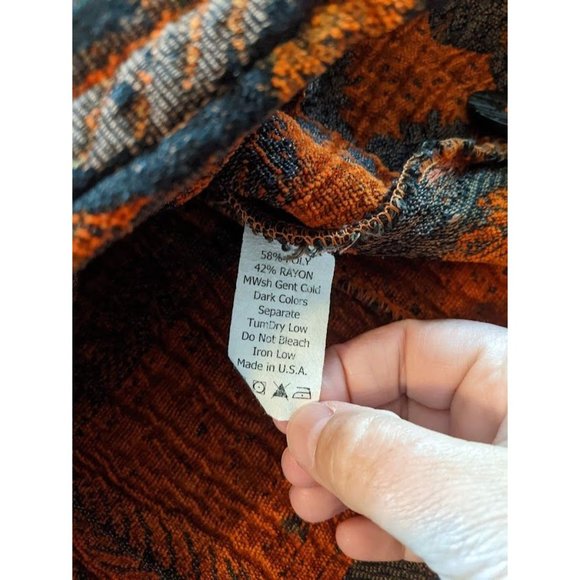 58% POLY
42% RAYON
MWsh Gent Cold
Dark Colors
Separate
TumDry Low
Do Not Bleach
Iron Low
Made in U.S.A.